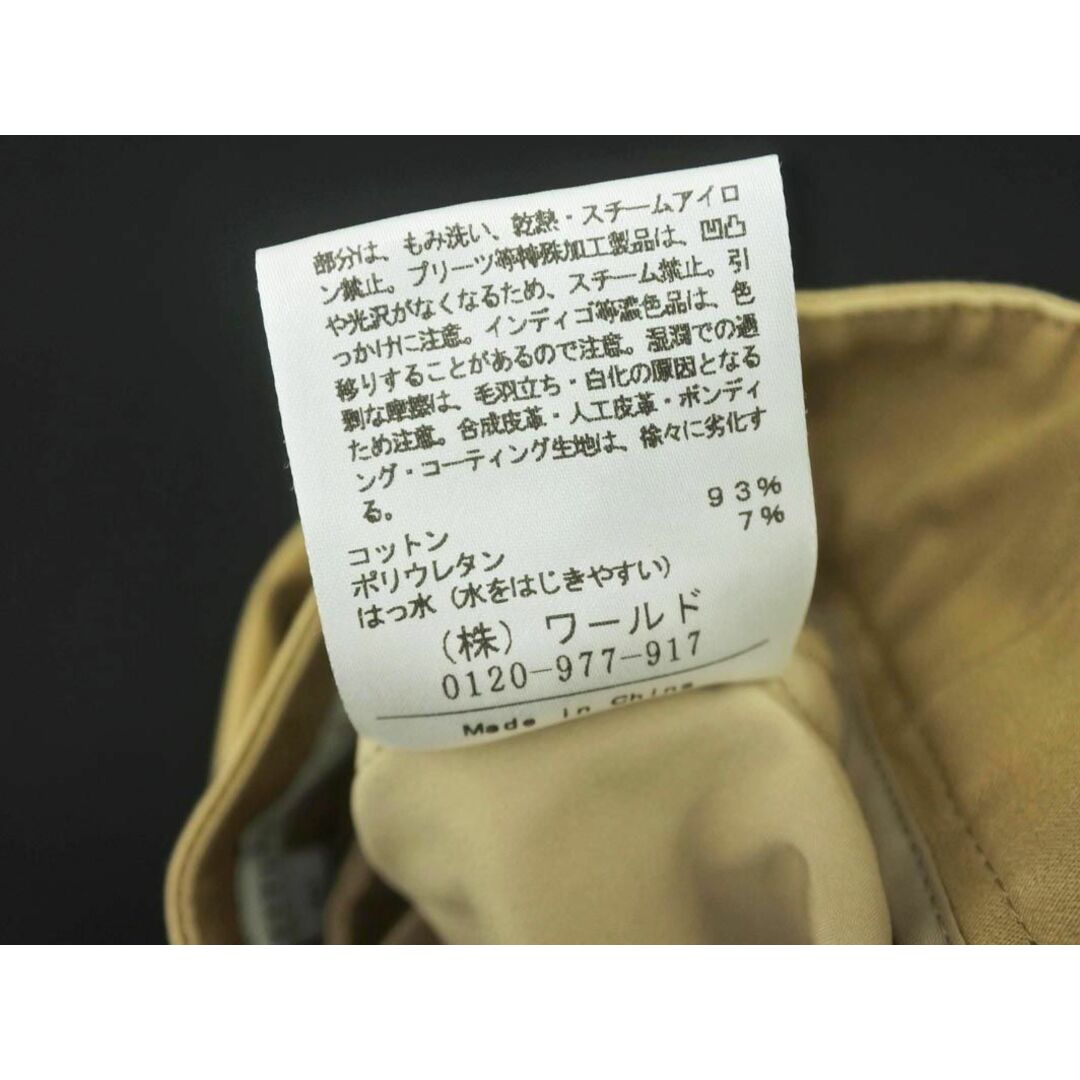 部分は、もみ洗い、乾熱・スチームアイロ
ン禁止。プリーツ等特殊加工製品は、凹凸
や光沢がなくなるため、スチーム禁止。引
っかけに注意。インディゴ等濃色品は、色
移りすることがあるので注意。湿潤での過
剰な摩擦は、毛羽立ち・白化の原因となる
ため注意。合成皮革・人工皮革・ボンディ
ング・コーティング生地は、徐々に劣化す
る。
コットン 93%
ポリウレタン 7%
はっ水（水をはじきやすい）
（株）ワールド
0120-977-917
Made in China